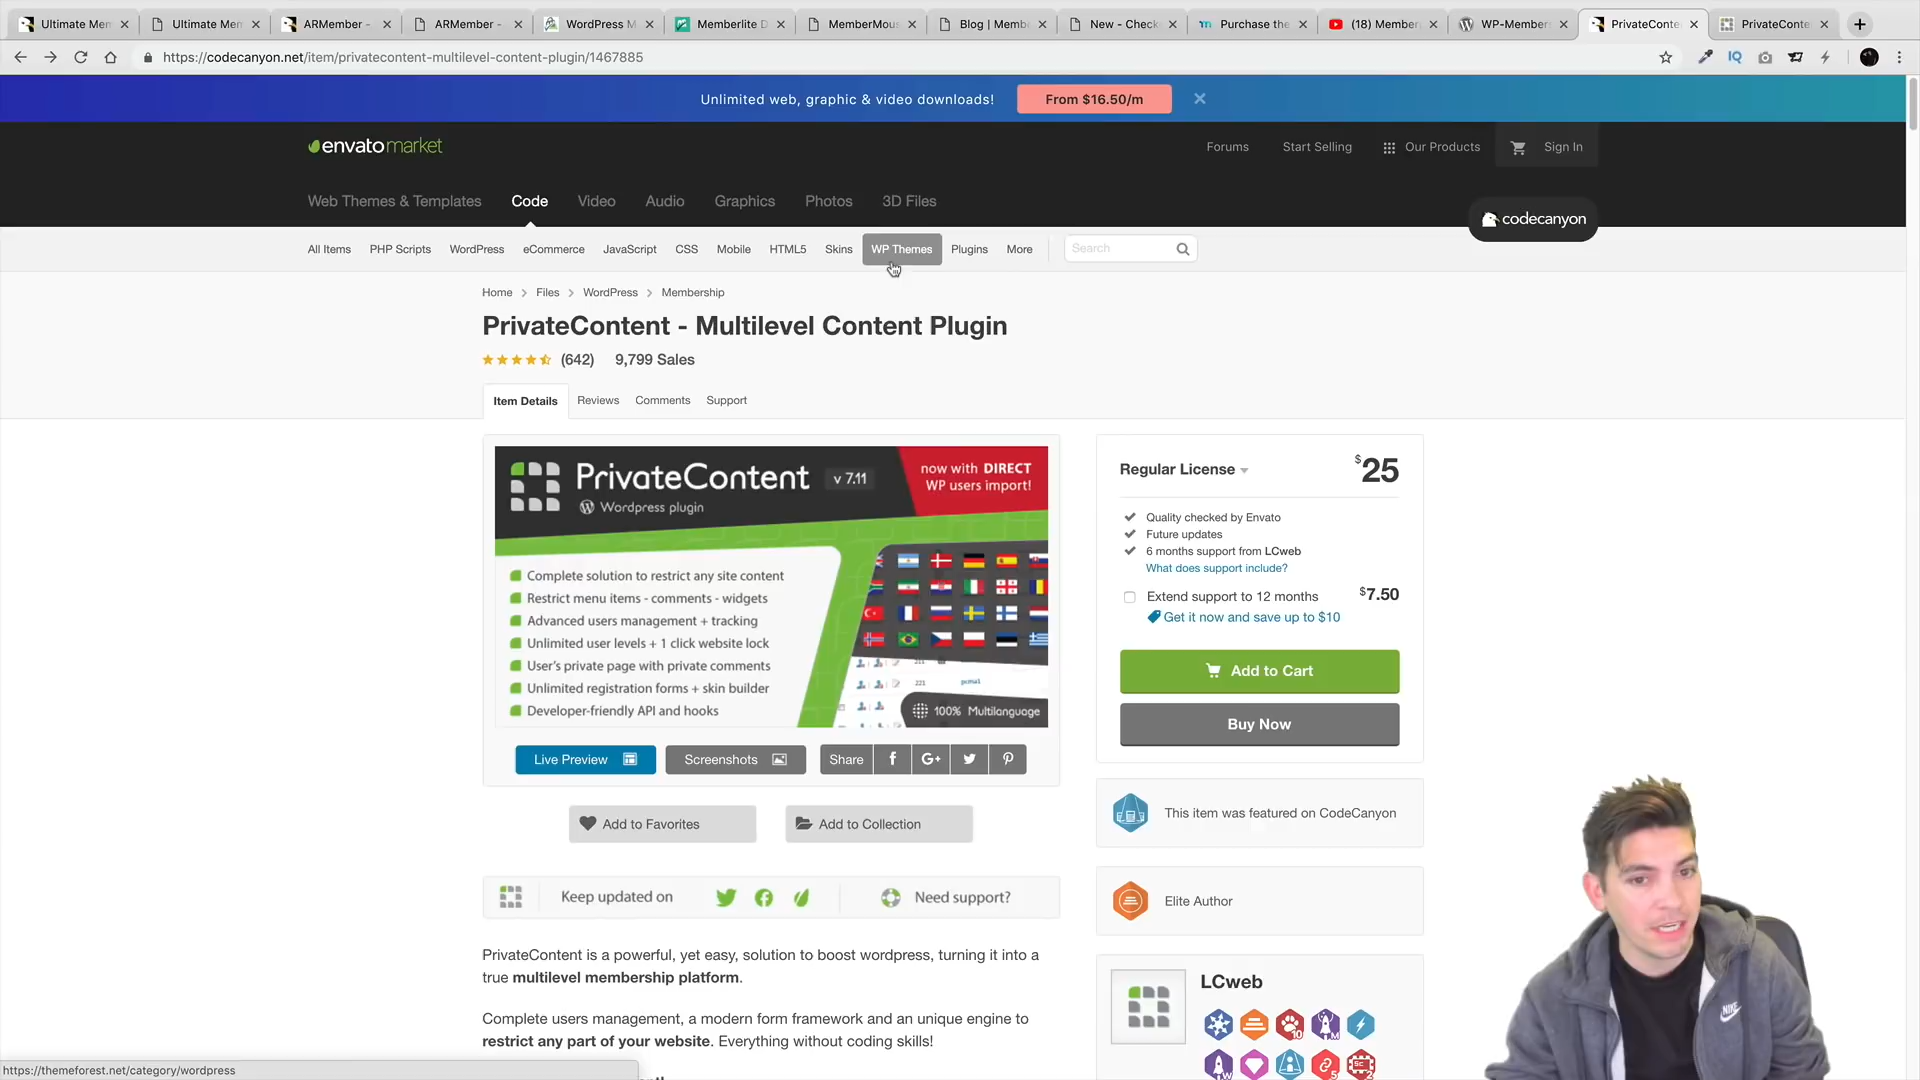 Ultimate Mem
Ultimate Mem
ARMember -
ARMember -
WordPress M
Memberlite D
MemberMous
Blog | Memb
New - Check
Purchase the
(18) Member
WP-Member
PrivateConte
PrivateConte
https://codecanyon.net/item/privatecontent-multilevel-content-plugin/1467885
Unlimited web, graphic & video downloads! From $16.50/m
envato market
Forums Start Selling Our Products Sign In
Web Themes & Templates Code Video Audio Graphics Photos 3D Files
codecanyon
All Items PHP Scripts WordPress eCommerce JavaScript CSS Mobile HTML5 Skins WP Themes Plugins More Search
Home > Files > WordPress > Membership
PrivateContent - Multilevel Content Plugin
(642) 9,799 Sales
Item Details Reviews Comments Support
PrivateContent v 7.11
Wordpress plugin
now with DIRECT
WP users import!
Complete solution to restrict any site content
Restrict menu items - comments - widgets
Advanced users management + tracking
Unlimited user levels + 1 click website lock
User's private page with private comments
Unlimited registration forms + skin builder
Developer-friendly API and hooks
221 pcma1
100% Multilanguage
Live Preview Screenshots Share
Add to Favorites Add to Collection
Keep updated on Need support?
PrivateContent is a powerful, yet easy, solution to boost wordpress, turning it into a
true multilevel membership platform.
Complete users management, a modern form framework and an unique engine to
restrict any part of your website. Everything without coding skills!
Regular License $25
Quality checked by Envato
Future updates
6 months support from LCweb
What does support include?
Extend support to 12 months $7.50
Get it now and save up to $10
Add to Cart
Buy Now
This item was featured on CodeCanyon
Elite Author
LCweb
NIKE
https://themeforest.net/category/wordpress